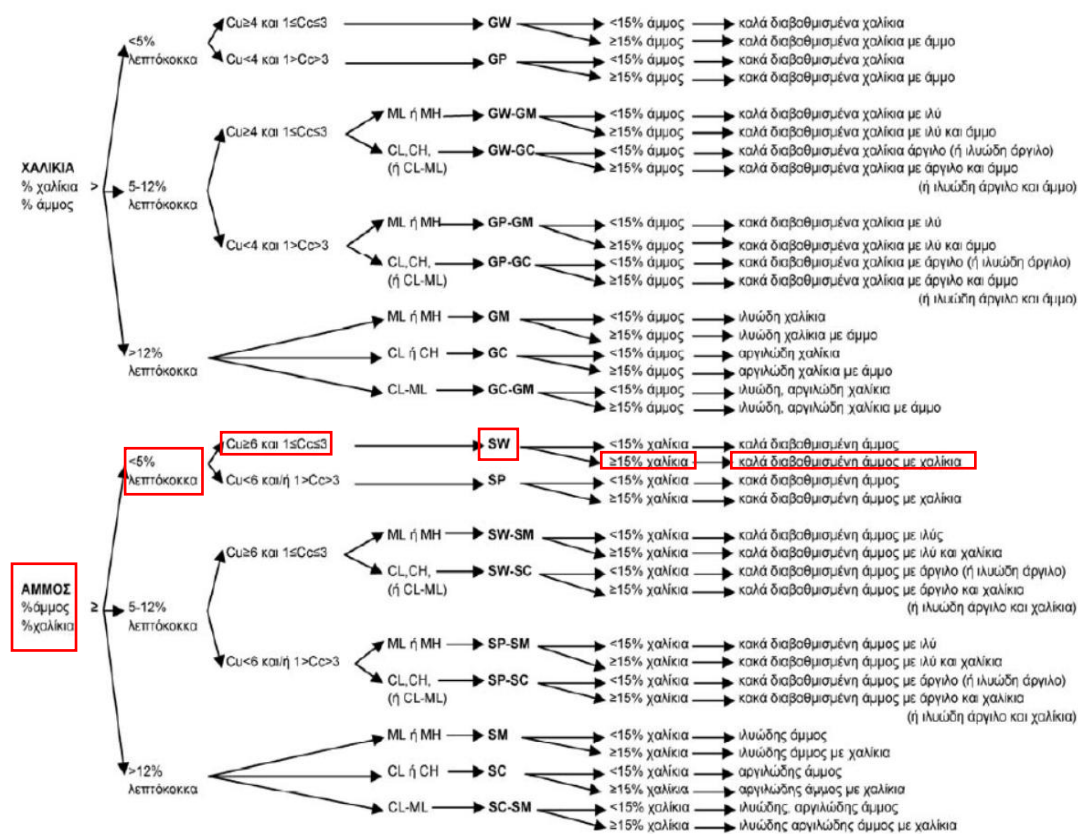 Cu≥4 και 1≤Cc≤3 GW <15% άμμος καλά διαβαθμισμένα χαλίκια
<5% ≥15% άμμος καλά διαβαθμισμένα χαλίκια με άμμο
λεπτόκοκκα Cu<4 και 1>Cc>3 GP <15% άμμος κακά διαβαθμισμένα χαλίκια
≥15% άμμος κακά διαβαθμισμένα χαλίκια με άμμο
ML ή MH GW-GM <15% άμμος καλά διαβαθμισμένα χαλίκια με ιλύ
Cu≥4 και 1≤Cc≤3 ≥15% άμμος καλά διαβαθμισμένα χαλίκια με ιλύ και άμμο
CL,CH, GW-GC <15% άμμος καλά διαβαθμισμένα χαλίκια άργιλο (ή ιλυώδη άργιλο)
ΧΑΛΙΚΙΑ (ή CL-ML) ≥15% άμμος καλά διαβαθμισμένα χαλίκια με άργιλο και άμμο
% χαλίκια > 5-12% (ή ιλυώδη άργιλο και άμμο)
% άμμος λεπτόκοκκα
ML ή MH GP-GM <15% άμμος κακά διαβαθμισμένα χαλίκια με ιλύ
Cu<4 και 1>Cc>3 ≥15% άμμος κακά διαβαθμισμένα χαλίκια με ιλύ και άμμο
CL,CH, GP-GC <15% άμμος κακά διαβαθμισμένα χαλίκια με άργιλο (ή ιλυώδη άργιλο)
(ή CL-ML) ≥15% άμμος κακά διαβαθμισμένα χαλίκια με άργιλο και άμμο
(ή ιλυώδη άργιλο και άμμο)
ML ή MH GM <15% άμμος ιλυώδη χαλίκια
≥15% άμμος ιλυώδη χαλίκια με άμμο
>12% CL ή CH GC <15% άμμος αργιλώδη χαλίκια
λεπτόκοκκα ≥15% άμμος αργιλώδη χαλίκια με άμμο
CL-ML GC-GM <15% άμμος ιλυώδη, αργιλώδη χαλίκια
≥15% άμμος ιλυώδη, αργιλώδη χαλίκια με άμμο
Cu≥6 και 1≤Cc≤3 SW <15% χαλίκια καλά διαβαθμισμένη άμμος
<5% ≥15% χαλίκια καλά διαβαθμισμένη άμμος με χαλίκια
λεπτόκοκκα Cu<6 και/ή 1>Cc>3 SP <15% χαλίκια κακά διαβαθμισμένη άμμος
≥15% χαλίκια κακά διαβαθμισμένη άμμος με χαλίκια
ML ή MH SW-SM <15% χαλίκια καλά διαβαθμισμένη άμμος με ιλύς
Cu≥6 και 1≤Cc≤3 ≥15% χαλίκια καλά διαβαθμισμένη άμμος με ιλύ και χαλίκια
CL,CH, SW-SC <15% χαλίκια καλά διαβαθμισμένη άμμος με άργιλο (ή ιλυώδη άργιλο)
ΑΜΜΟΣ (ή CL-ML) ≥15% χαλίκια καλά διαβαθμισμένη άμμος με άργιλο και χαλίκια
%άμμος ≥ 5-12% (ή ιλυώδη άργιλο και χαλίκια)
%χαλίκια λεπτόκοκκα
ML ή MH SP-SM <15% χαλίκια κακά διαβαθμισμένη άμμος με ιλύ
Cu<6 και/ή 1>Cc>3 ≥15% χαλίκια κακά διαβαθμισμένη άμμος με ιλύ και χαλίκια
CL,CH, SP-SC <15% χαλίκια κακά διαβαθμισμένη άμμος με άργιλο (ή ιλυώδη άργιλο)
(ή CL-ML) ≥15% χαλίκια κακά διαβαθμισμένη άμμος με άργιλο και χαλίκια
(ή ιλυώδη άργιλο και χαλίκια)
ML ή MH SM <15% χαλίκια ιλυώδης άμμος
≥15% χαλίκια ιλυώδης άμμος με χαλίκια
>12% CL ή CH SC <15% χαλίκια αργιλώδης άμμος
λεπτόκοκκα ≥15% χαλίκια αργιλώδης άμμος με χαλίκια
CL-ML SC-SM <15% χαλίκια ιλυώδης, αργιλώδης άμμος
≥15% χαλίκια ιλυώδης αργιλώδης άμμος με χαλίκια